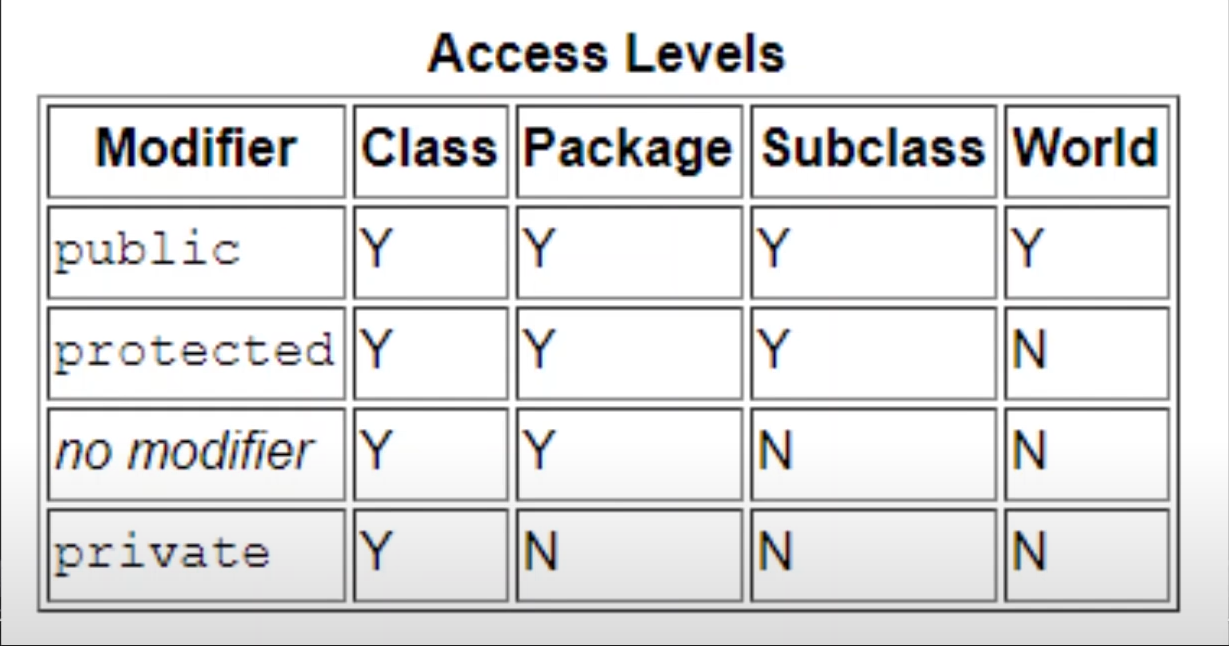 Access Levels
Modifier Class Package Subclass World
public Y Y Y Y
protected Y Y Y N
no modifier Y Y N N
private Y N N N